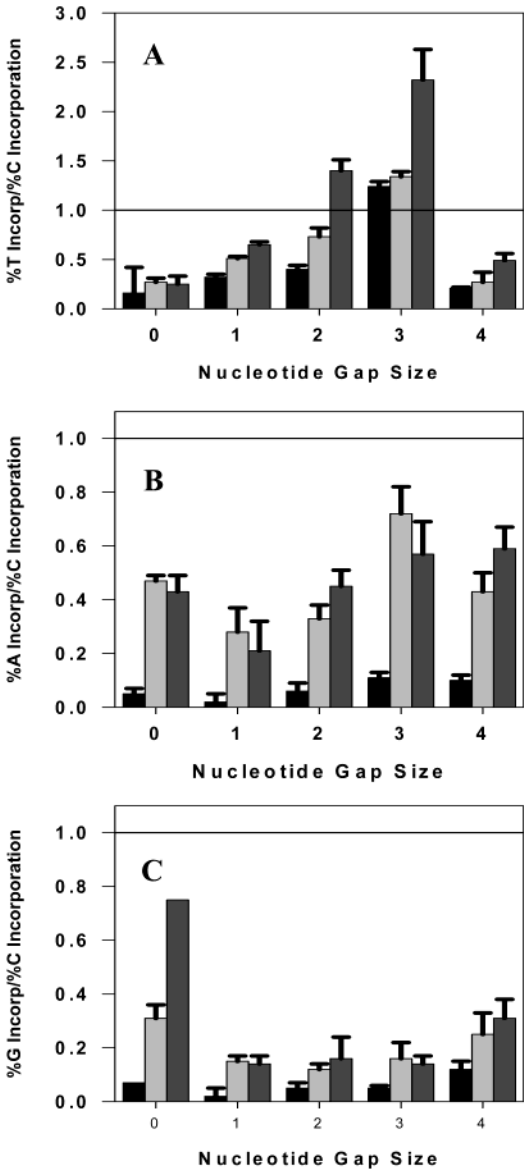 3.0
A
2.5
2.0
1.5
1.0
0.5
0.0
%T Incorp/%C Incorporation
0 1 2 3 4
Nucleotide Gap Size
1.0
B
0.8
0.6
0.4
0.2
0.0
%A Incorp/%C Incorporation
0 1 2 3 4
Nucleotide Gap Size
1.0
C
0.8
0.6
0.4
0.2
0.0
%G Incorp/%C Incorporation
0 1 2 3 4
Nucleotide Gap Size